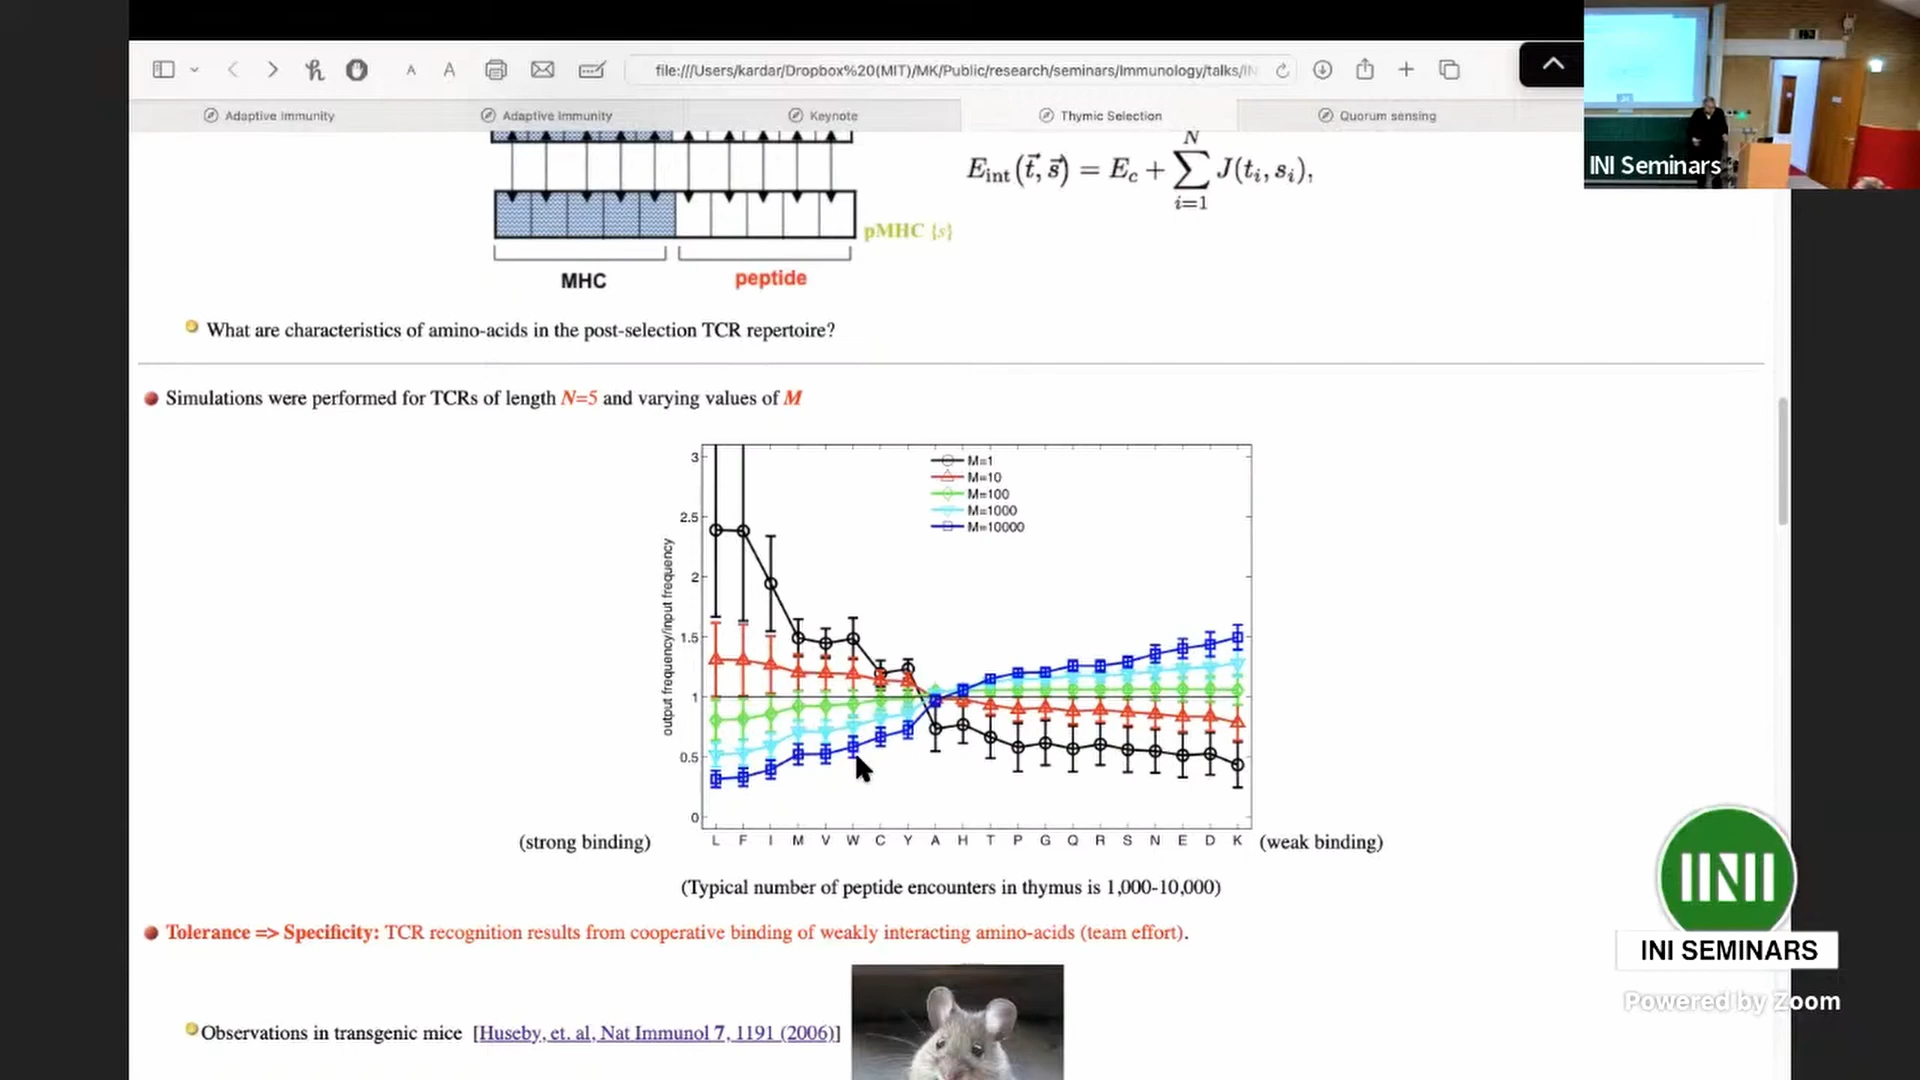 A A file:///Users/kardar/Dropbox%20(MIT)/MK/Public/research/seminars/Immunology/talks/IN
Adaptive Immunity Adaptive Immunity Keynote Thymic Selection Quorum sensing
INI Seminars
E_int(t⃗, s⃗) = E_c + ∑_{i=1}^{N} J(t_i, s_i),
pMHC {s}
MHC peptide
What are characteristics of amino-acids in the post-selection TCR repertoire?
Simulations were performed for TCRs of length N=5 and varying values of M
3
2.5
2
1.5
1
0.5
0
output frequency/input frequency
M=1
M=10
M=100
M=1000
M=10000
(strong binding) L F I M V W C Y A H T P G Q R S N E D K (weak binding)
(Typical number of peptide encounters in thymus is 1,000-10,000)
Tolerance => Specificity: TCR recognition results from cooperative binding of weakly interacting amino-acids (team effort).
Observations in transgenic mice [Huseby, et. al, Nat Immunol 7, 1191 (2006)]
INI SEMINARS
Powered by Zoom